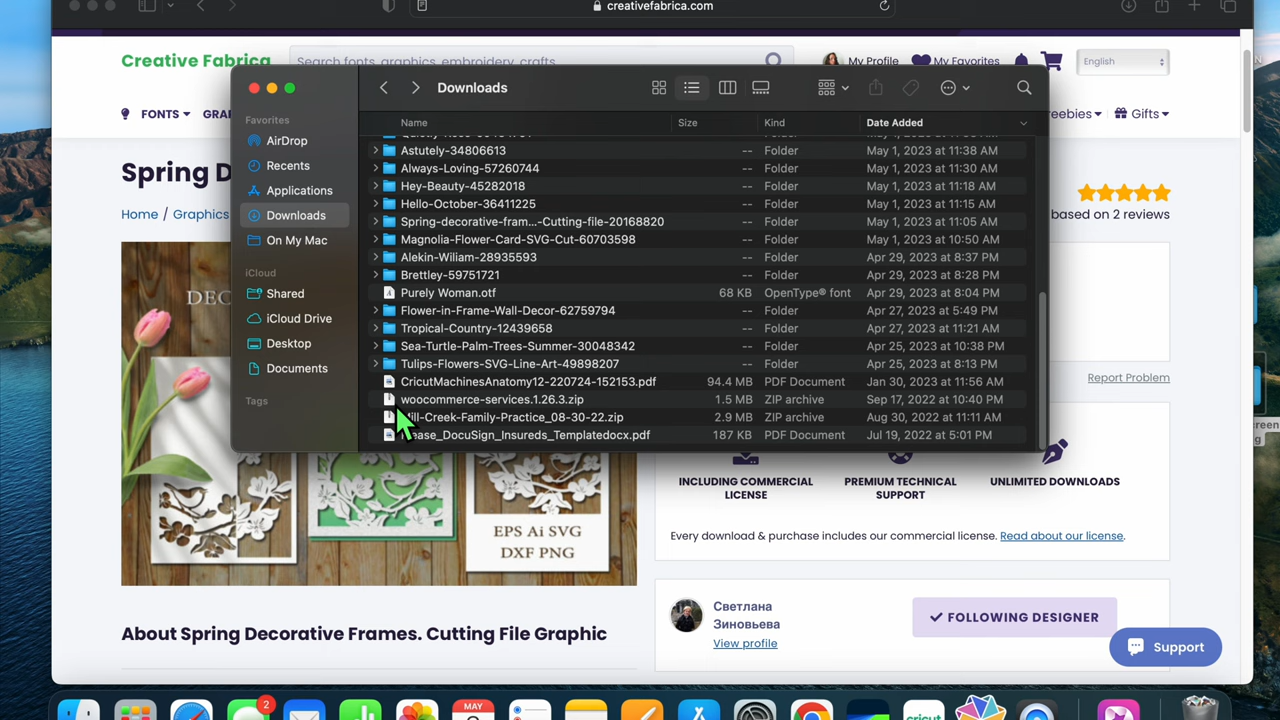 creativefabrica.com
Creative Fabrica
Search fonts, graphics, embroidery, crafts
My Profile
My Favorites
English
FONTS
GRA
eebies
Gifts
Spring D
Home / Graphics
based on 2 reviews
Downloads
Favorites
AirDrop
Recents
Applications
Downloads
On My Mac
iCloud
Shared
iCloud Drive
Desktop
Documents
Tags
Name Size Kind Date Added
Astutely-34806613 -- Folder May 1, 2023 at 11:38 AM
Always-Loving-57260744 -- Folder May 1, 2023 at 11:24 AM
Hey-Beauty-45282018 -- Folder May 1, 2023 at 11:18 AM
Hello-October-36411225 -- Folder May 1, 2023 at 11:15 AM
Spring-decorative-fram...-Cutting-file-20168820 -- Folder May 1, 2023 at 11:05 AM
Magnolia-Flower-Card-SVG-Cut-60703598 -- Folder May 1, 2023 at 10:50 AM
Alekin-Wiliam-28935593 -- Folder Apr 29, 2023 at 8:37 PM
Brettley-59751721 -- Folder Apr 29, 2023 at 8:28 PM
Purely Woman.otf 68 KB OpenType® font Apr 29, 2023 at 8:04 PM
Flower-in-Frame-Wall-Decor-62759794 -- Folder Apr 27, 2023 at 5:49 PM
Tropical-Country-12439658 -- Folder Apr 27, 2023 at 11:21 AM
Sea-Turtle-Palm-Trees-Summer-30048342 -- Folder Apr 25, 2023 at 10:38 PM
Tulips-Flowers-SVG-Line-Art-49898207 -- Folder Apr 25, 2023 at 8:13 PM
CricutMachinesAnatomy12-220724-152153.pdf 94.4 MB PDF Document Jan 30, 2023 at 11:56 AM
woocommerce-services.1.26.3.zip 1.5 MB ZIP archive Sep 17, 2022 at 10:40 PM
ill-Creek-Family-Practice_08-30-22.zip 2.9 MB ZIP archive Aug 30, 2022 at 11:11 AM
ase_DocuSign_Insureds_Templatedocx.pdf 187 KB PDF Document Jul 19, 2022 at 5:01 PM
DEC
EPS Ai SVG
DXF PNG
Report Problem
INCLUDING COMMERCIAL
LICENSE
PREMIUM TECHNICAL
SUPPORT
UNLIMITED DOWNLOADS
Every download & purchase includes our commercial license. Read about our license.
Светлана
Зиновьева
View profile
FOLLOWING DESIGNER
Support
About Spring Decorative Frames. Cutting File Graphic
reen
g
2
MAY
cricut